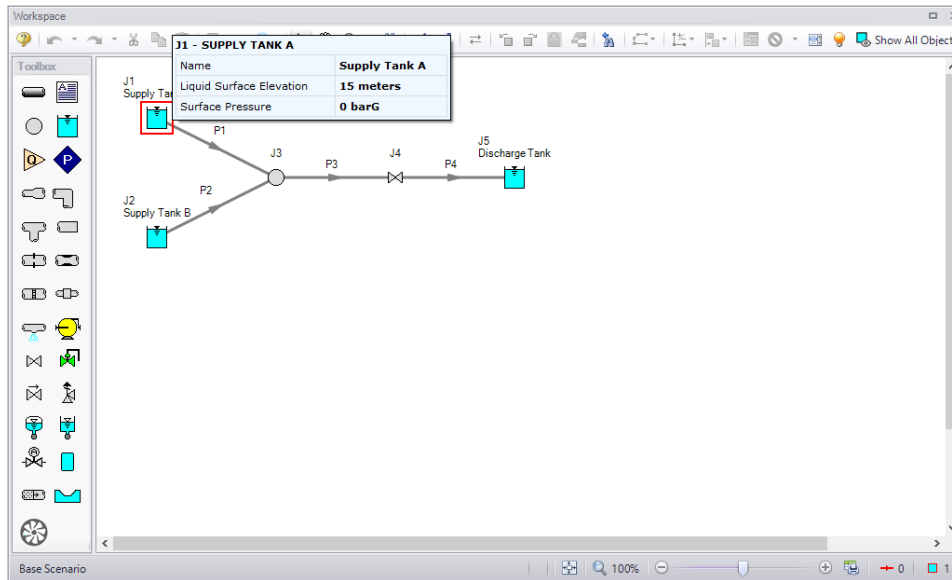 Workspace
Show All Object
Toolbox
J1 - SUPPLY TANK A
Name Supply Tank A
Liquid Surface Elevation 15 meters
Surface Pressure 0 barG
J1
Supply Ta
P1
J3
P3
J4
P4
J5
Discharge Tank
P2
J2
Supply Tank B
Q
P
Base Scenario
100%
0
1